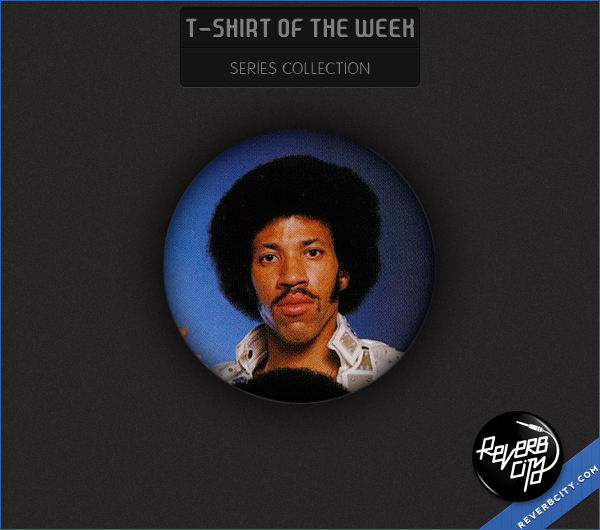 T-SHIRT OF THE WEEK
SERIES COLLECTION
REVERB
CITY
REVERBCITY.COM